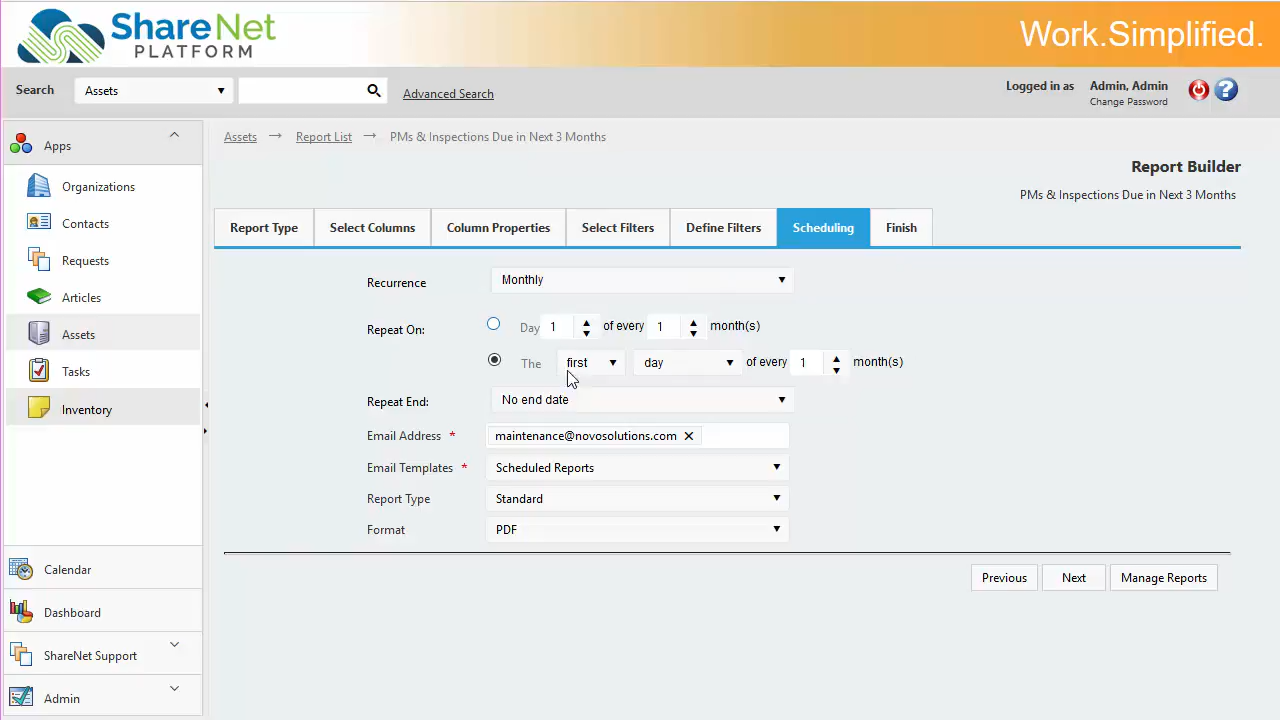 ShareNet
PLATFORM
Work.Simplified.
Search
Assets
Advanced Search
Logged in as
Admin, Admin
Change Password
?
Apps
Organizations
Contacts
Requests
Articles
Assets
Tasks
Inventory
Calendar
Dashboard
ShareNet Support
Admin
Assets → Report List → PMs & Inspections Due in Next 3 Months
Report Builder
PMs & Inspections Due in Next 3 Months
Report Type Select Columns Column Properties Select Filters Define Filters Scheduling Finish
Recurrence Monthly
Repeat On: Day 1 of every 1 month(s)
The first day of every 1 month(s)
Repeat End: No end date
Email Address * maintenance@novosolutions.com ✕
Email Templates * Scheduled Reports
Report Type Standard
Format PDF
Previous Next Manage Reports